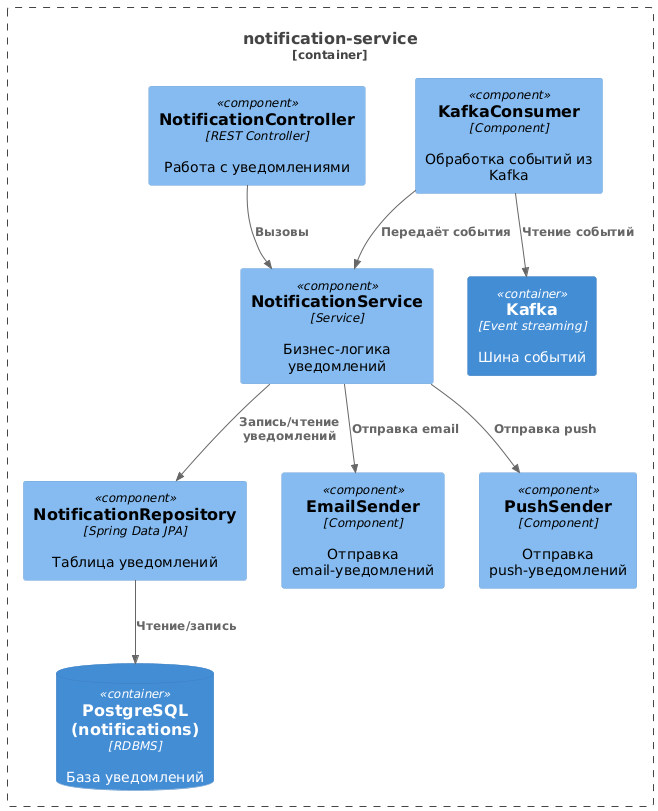 notification-service
[container]
«component»
NotificationController
[REST Controller]
Работа с уведомлениями
«component»
KafkaConsumer
[Component]
Обработка событий из
Kafka
Вызовы
Передаёт события
Чтение событий
«component»
NotificationService
[Service]
Бизнес-логика
уведомлений
«container»
Kafka
[Event streaming]
Шина событий
Запись/чтение
уведомлений
Отправка email
Отправка push
«component»
NotificationRepository
[Spring Data JPA]
Таблица уведомлений
«component»
EmailSender
[Component]
Отправка
email-уведомлений
«component»
PushSender
[Component]
Отправка
push-уведомлений
Чтение/запись
«container»
PostgreSQL
(notifications)
[RDBMS]
База уведомлений